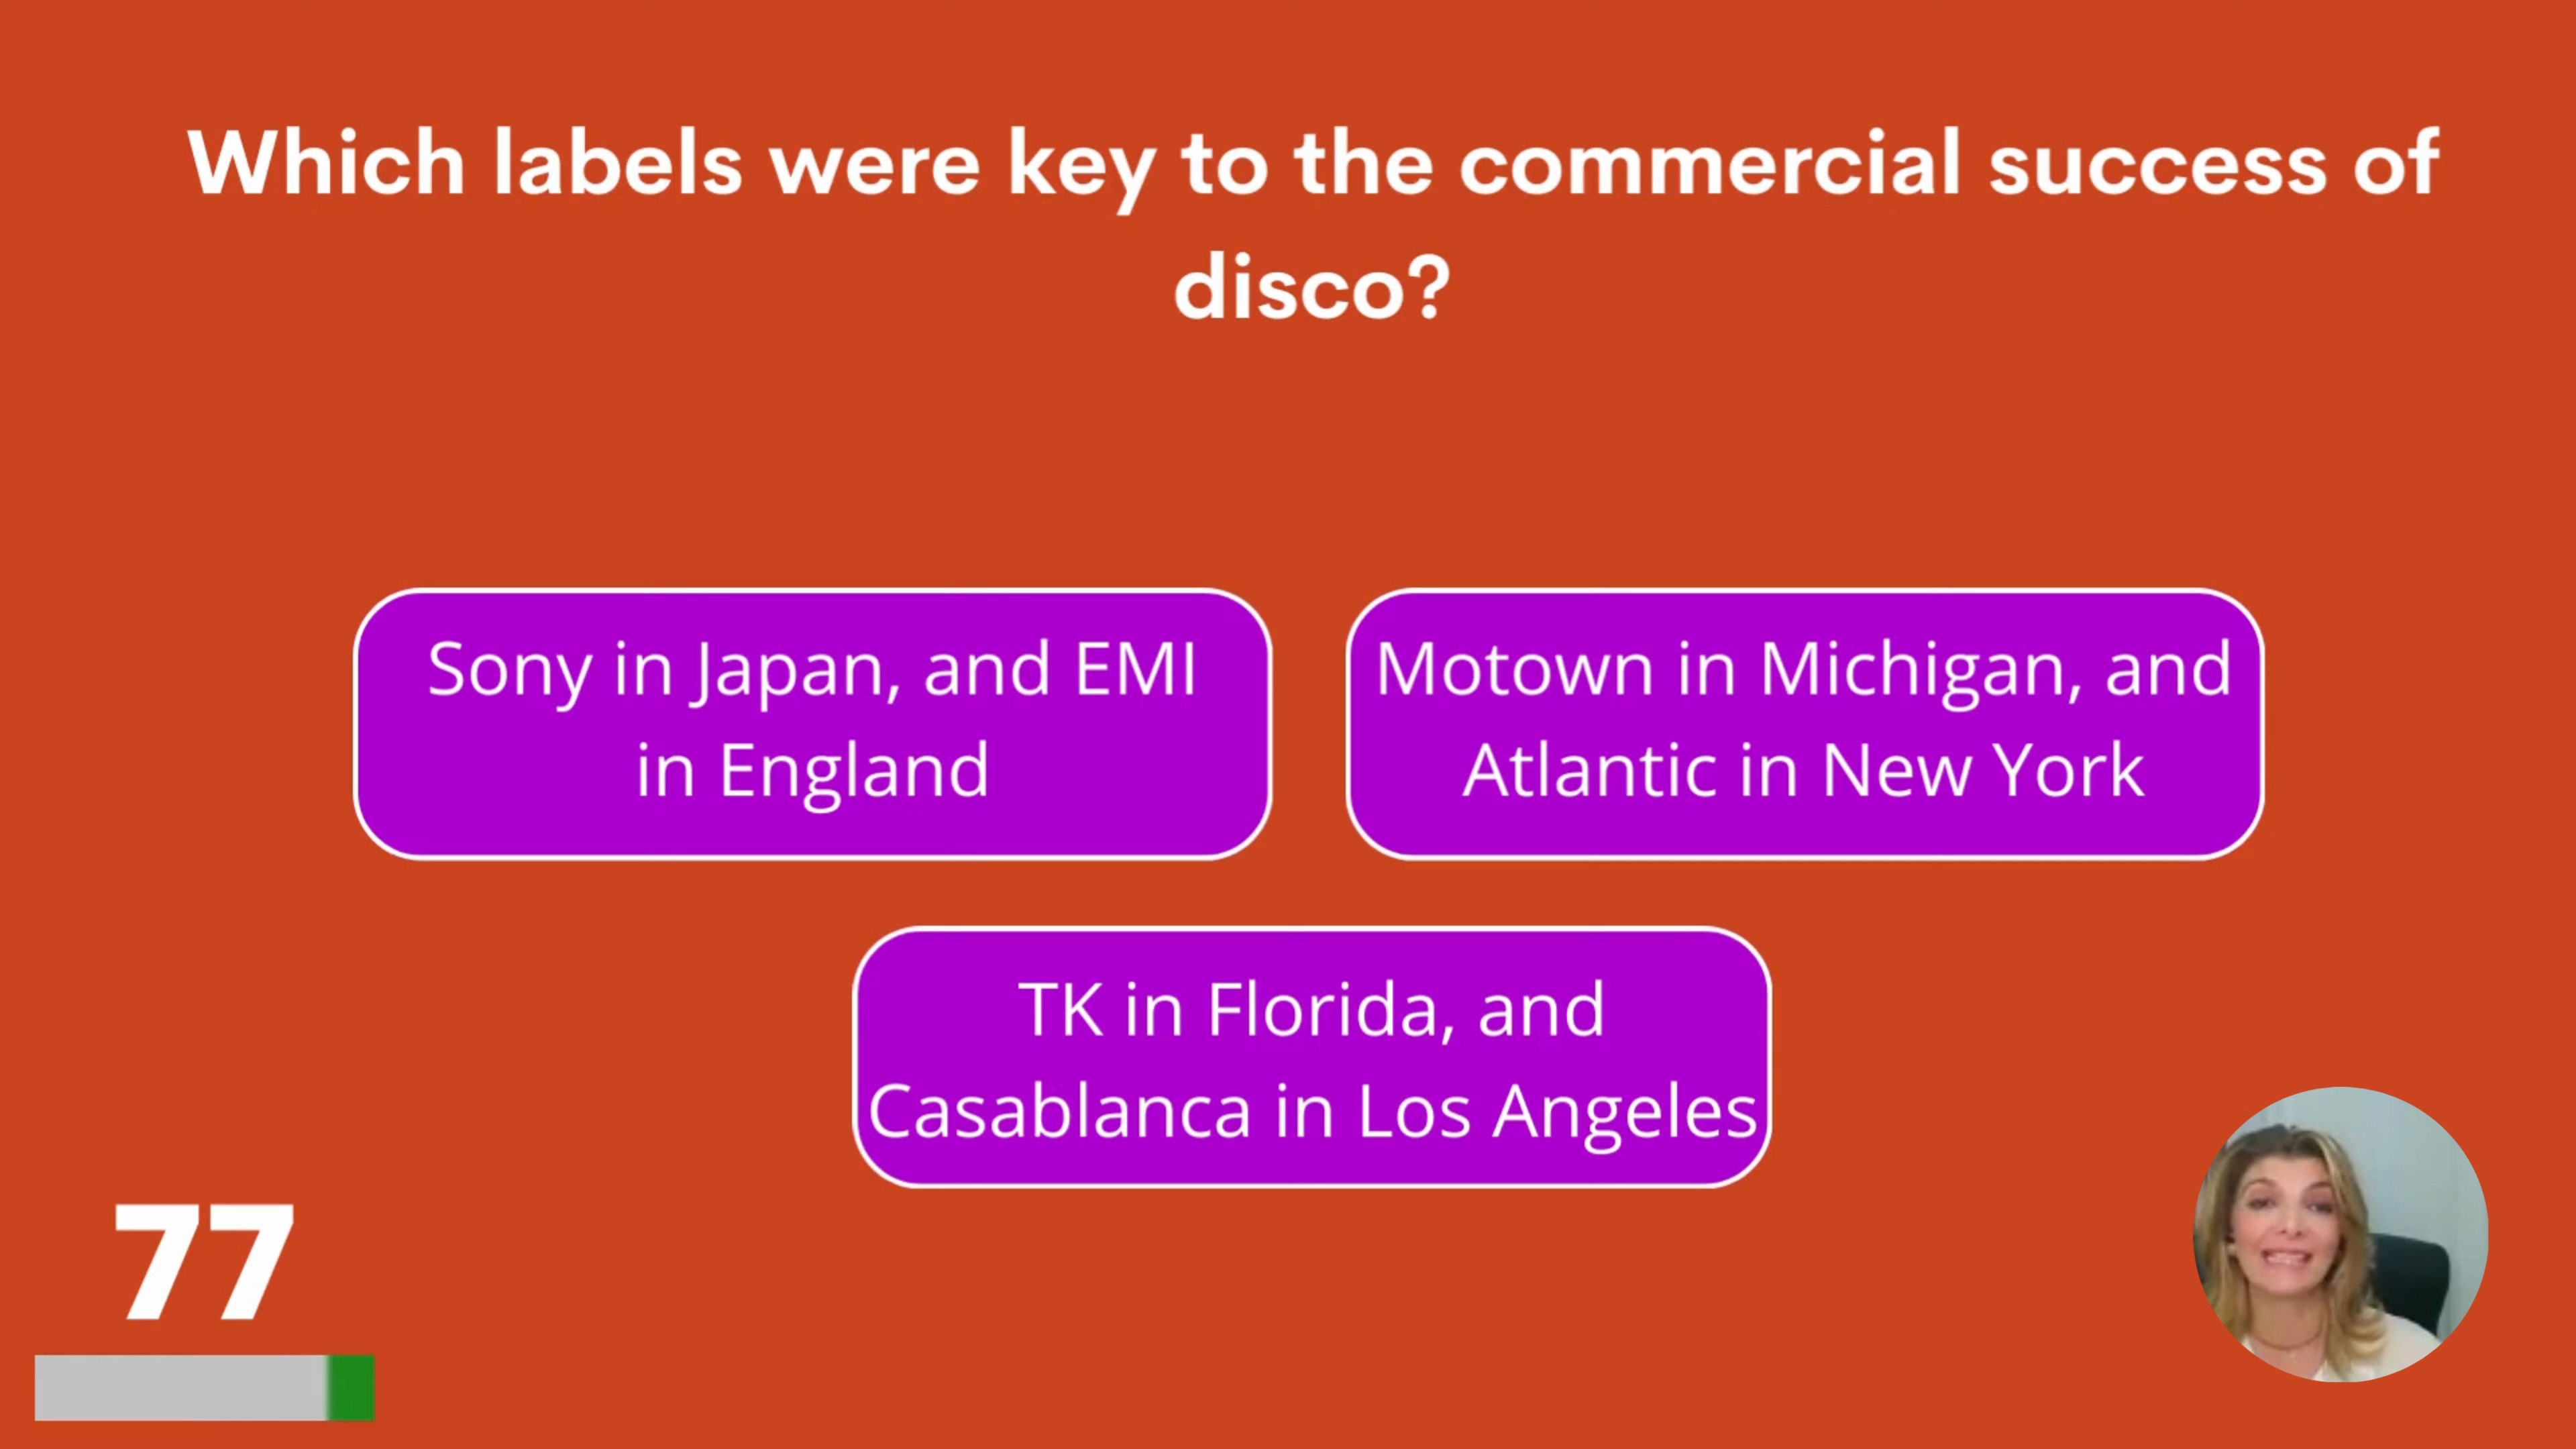 Which labels were key to the commercial success of
disco?
Sony in Japan, and EMI
in England
Motown in Michigan, and
Atlantic in New York
TK in Florida, and
Casablanca in Los Angeles
77